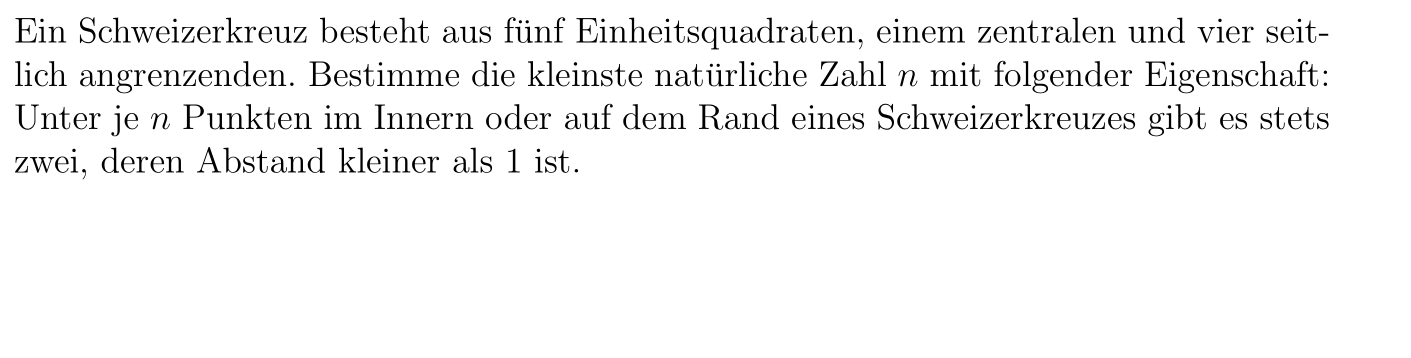 Ein Schweizerkreuz besteht aus fünf Einheitsquadraten, einem zentralen und vier seit-
lich angrenzenden. Bestimme die kleinste natürliche Zahl n mit folgender Eigenschaft:
Unter je n Punkten im Innern oder auf dem Rand eines Schweizerkreuzes gibt es stets
zwei, deren Abstand kleiner als 1 ist.